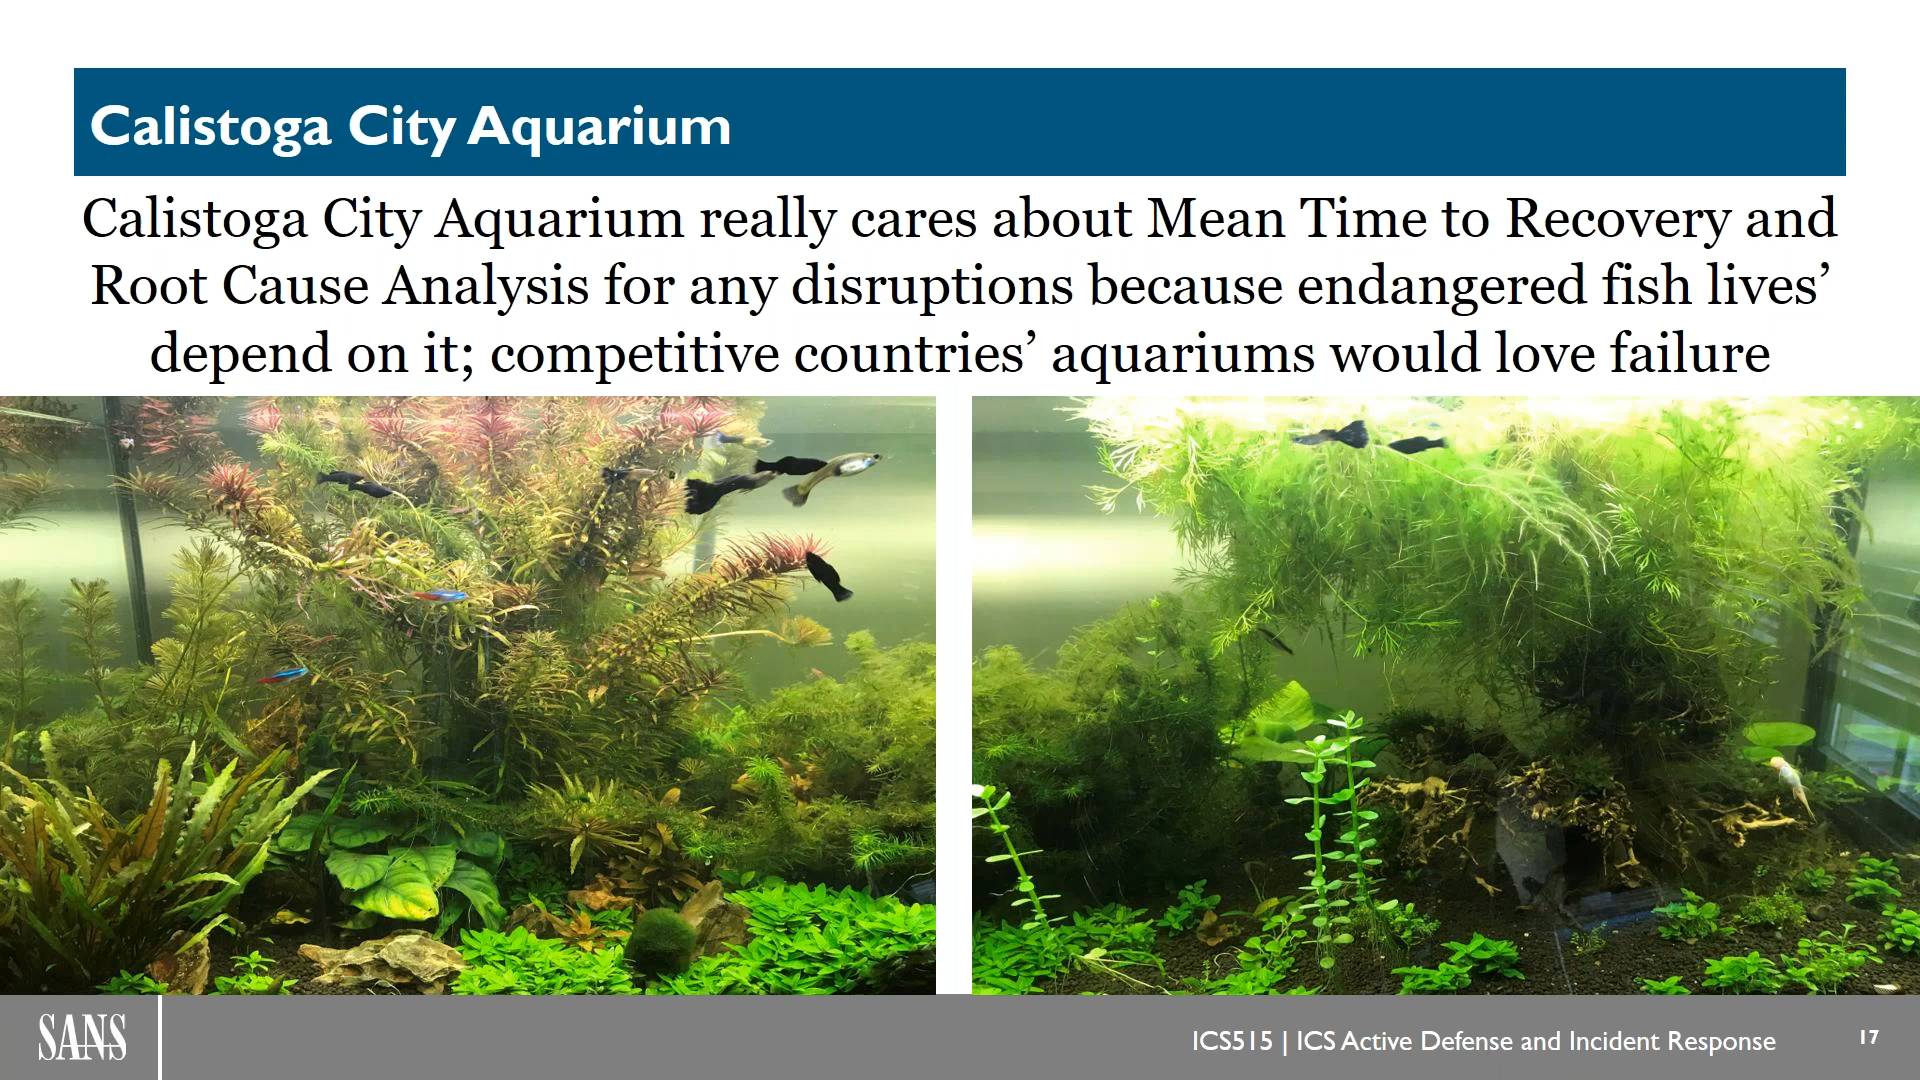 Calistoga City Aquarium
Calistoga City Aquarium really cares about Mean Time to Recovery and
Root Cause Analysis for any disruptions because endangered fish lives’
depend on it; competitive countries’ aquariums would love failure
SANS
ICS515 | ICS Active Defense and Incident Response
17